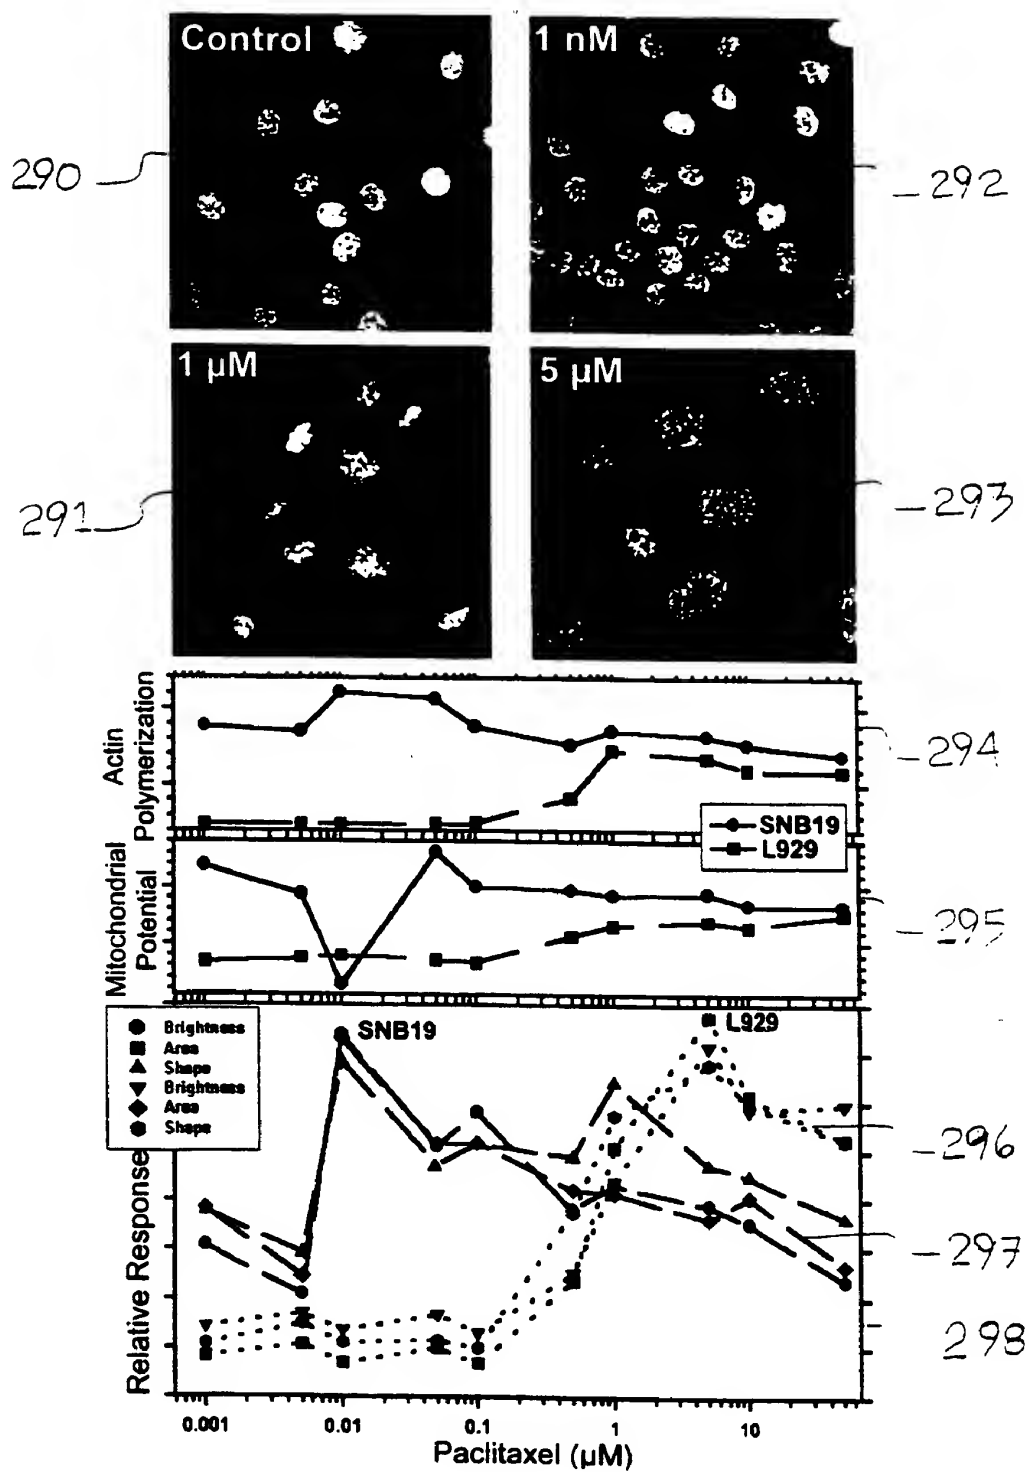 Control
1 nM
290
292
1 µM
5 µM
291
293
Actin
Polymerization
294
SNB19
L929
Mitochondrial
Potential
295
Brightness
Area
Shape
Brightness
Area
Shape
SNB19
L929
Relative Response
296
297
298
0.001
0.01
0.1
1
10
Paclitaxel (µM)